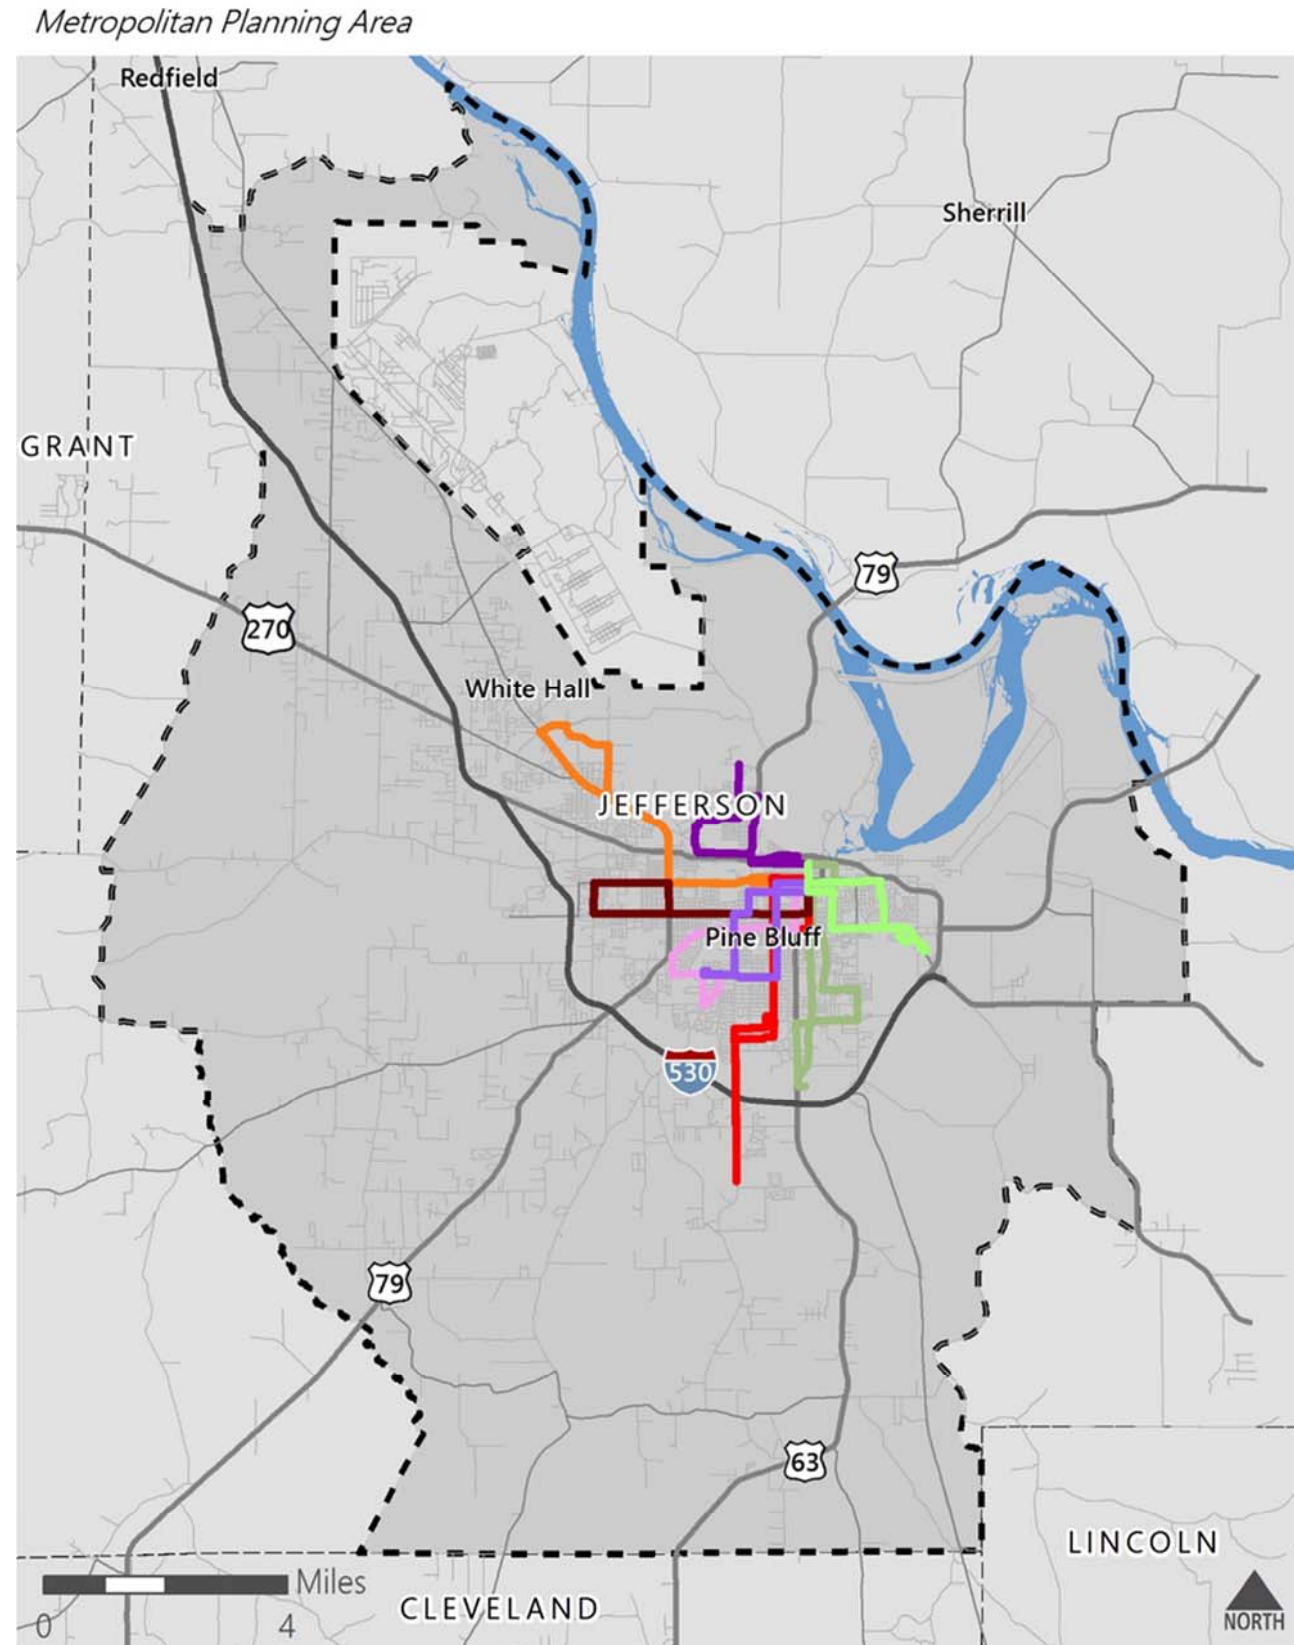 Metropolitan Planning Area
Redfield
Sherrill
GRANT
79
270
White Hall
JEFFERSON
Pine Bluff
530
79
63
LINCOLN
Miles
CLEVELAND
0 4
NORTH